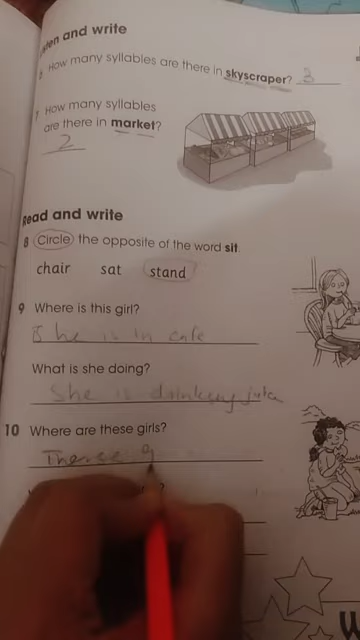 and write
6 How many syllables are there in skyscraper? 3
7 How many syllables
are there in market?
2
Read and write
8 Circle the opposite of the word sit.
chair sat stand
9 Where is this girl?
She is in cafe
What is she doing?
She is drinking
10 Where are these girls?